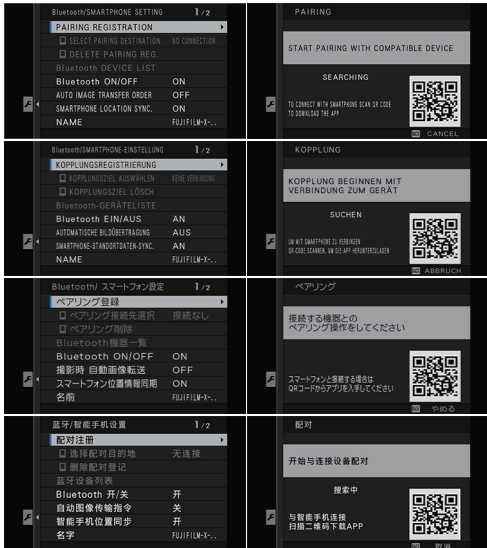 Bluetooth/SMARTPHONE SETTING 1/2
PAIRING REGISTRATION
SELECT PAIRING DESTINATION NO CONNECTION
DELETE PAIRING REG.
Bluetooth DEVICE LIST
Bluetooth ON/OFF ON
AUTO IMAGE TRANSFER ORDER OFF
SMARTPHONE LOCATION SYNC. ON
NAME FUJIFILM-X-..
PAIRING
START PAIRING WITH COMPATIBLE DEVICE
SEARCHING
TO CONNECT WITH SMARTPHONE SCAN QR CODE
TO DOWNLOAD THE APP
CANCEL
Bluetooth/SMARTPHONE-EINSTELLUNG 1/2
KOPPLUNGSREGISTRIERUNG
KOPPLUNGSZIEL AUSWÄHLEN KEINE VERBINDUNG
KOPPLUNGSZIEL LÖSCH
Bluetooth-GERÄTELISTE
Bluetooth EIN/AUS AN
AUTOMATISCHE BILDÜBERTRAGUNG AUS
SMARTPHONE-STANDORTDATEN-SYNC. AN
NAME FUJIFILM-X-..
KOPPLUNG
KOPPLUNG BEGINNEN MIT
VERBINDUNG ZUM GERÄT
SUCHEN
UM MIT SMARTPHONE ZU VERBINDEN
QR-CODE SCANNEN, UM DIE APP HERUNTERZULADEN
ABBRUCH
Bluetooth/ スマートフォン設定 1/2
ペアリング登録
ペアリング接続先選択 接続なし
ペアリング削除
Bluetooth機器一覧
Bluetooth ON/OFF ON
撮影時 自動画像転送 OFF
スマートフォン位置情報同期 ON
名前 FUJIFILM-X-..
ペアリング
接続する機器との
ペアリング操作をしてください
スマートフォンと接続する場合は
QRコードからアプリを入手してください
やめる
蓝牙/智能手机设置 1/2
配对注册
选择配对目的地 无连接
删除配对登记
蓝牙设备列表
Bluetooth 开/关 开
自动图像传输指令 关
智能手机位置同步 开
名字 FUJIFILM-X-..
配对
开始与连接设备配对
搜索中
与智能手机连接
扫描二维码下载APP
取消